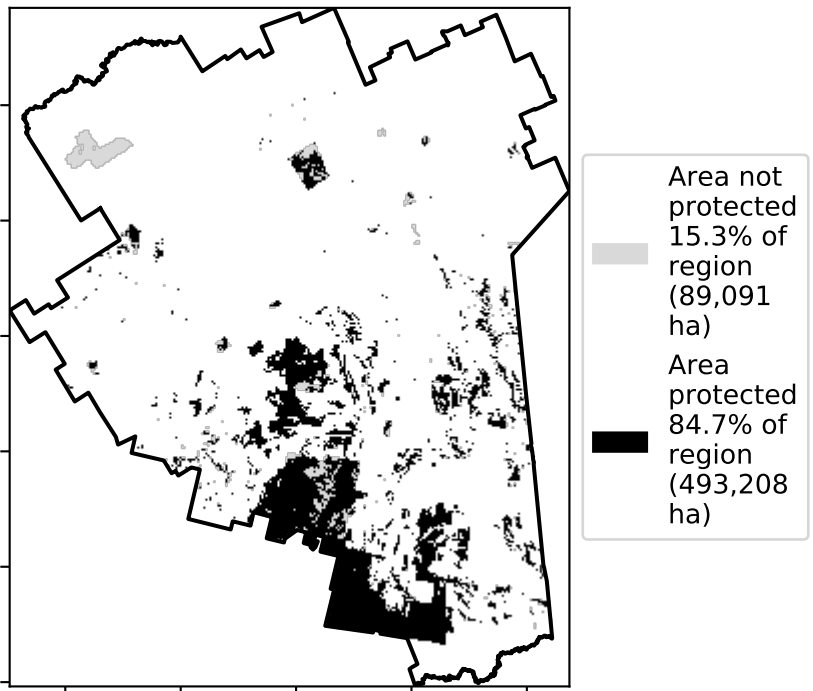 Area not
protected
15.3% of
region
(89,091
ha)
Area
protected
84.7% of
region
(493,208
ha)